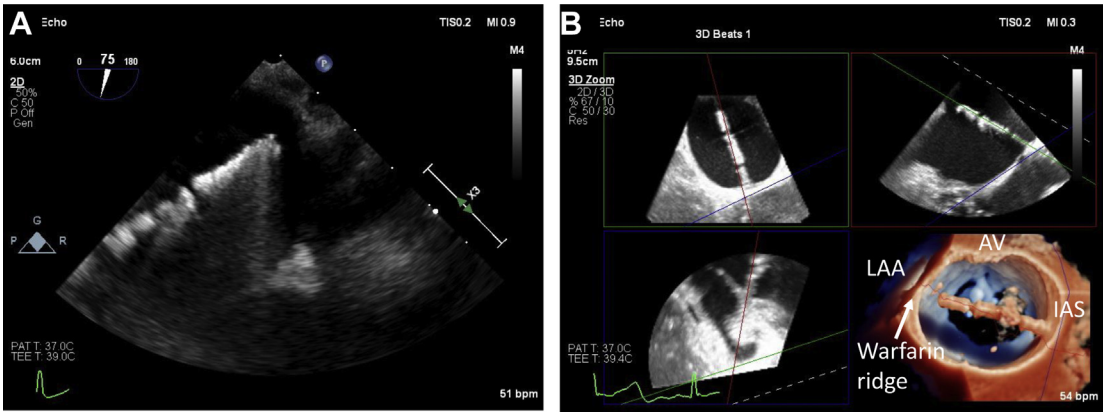 A
Echo
TIS0.2 MI 0.9
M4
6.0cm
0 75 180
P
2D
50%
C 50
P Off
Gen
X3
G
P R
PAT T: 37.0C
TEE T: 39.0C
51 bpm
B
Echo
TIS0.2 MI 0.3
3D Beats 1
M4
9.5cm
3D Zoom
2D / 3D
% 67 / 10
C 50 / 30
Res
AV
LAA
IAS
Warfarin
ridge
PAT T: 37.0C
TEE T: 39.4C
54 bpm